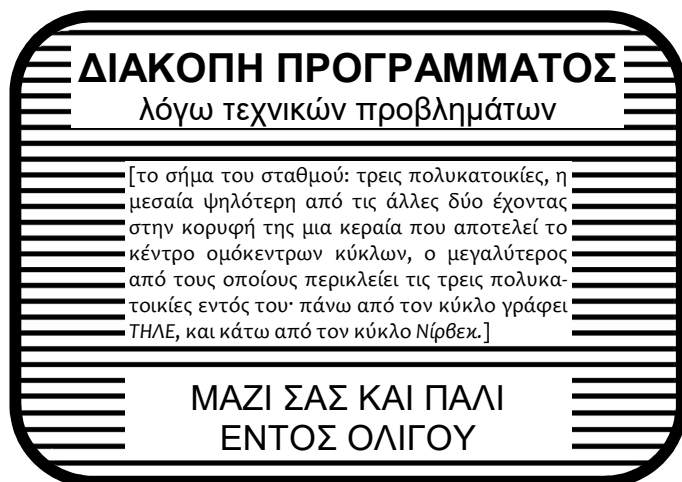 ΔΙΑΚΟΠΗ ΠΡΟΓΡΑΜΜΑΤΟΣ
λόγω τεχνικών προβλημάτων
[το σήμα του σταθμού: τρεις πολυκατοικίες, η
μεσαία ψηλότερη από τις άλλες δύο έχοντας
στην κορυφή της μια κεραία που αποτελεί το
κέντρο ομόκεντρων κύκλων, ο μεγαλύτερος
από τους οποίους περικλείει τις τρεις πολυκα-
τοικίες εντός του· πάνω από τον κύκλο γράφει
ΤΗΛΕ, και κάτω από τον κύκλο Νίρβεκ.]
ΜΑΖΙ ΣΑΣ ΚΑΙ ΠΑΛΙ
ΕΝΤΟΣ ΟΛΙΓΟΥ